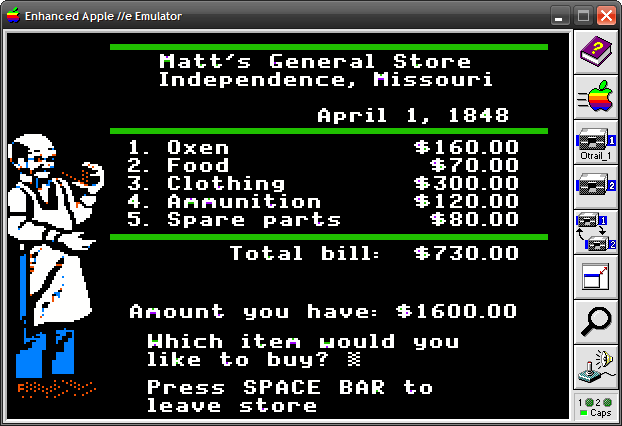 Enhanced Apple //e Emulator
Matt's General Store
Independence, Missouri
April 1, 1848
1. Oxen $160.00
2. Food $70.00
3. Clothing $300.00
4. Ammunition $120.00
5. Spare parts $80.00
Total bill: $730.00
Amount you have: $1600.00
Which item would you
like to buy?
Press SPACE BAR to
leave store
?
1
Otrail_1
2
1
2
1 2
Caps